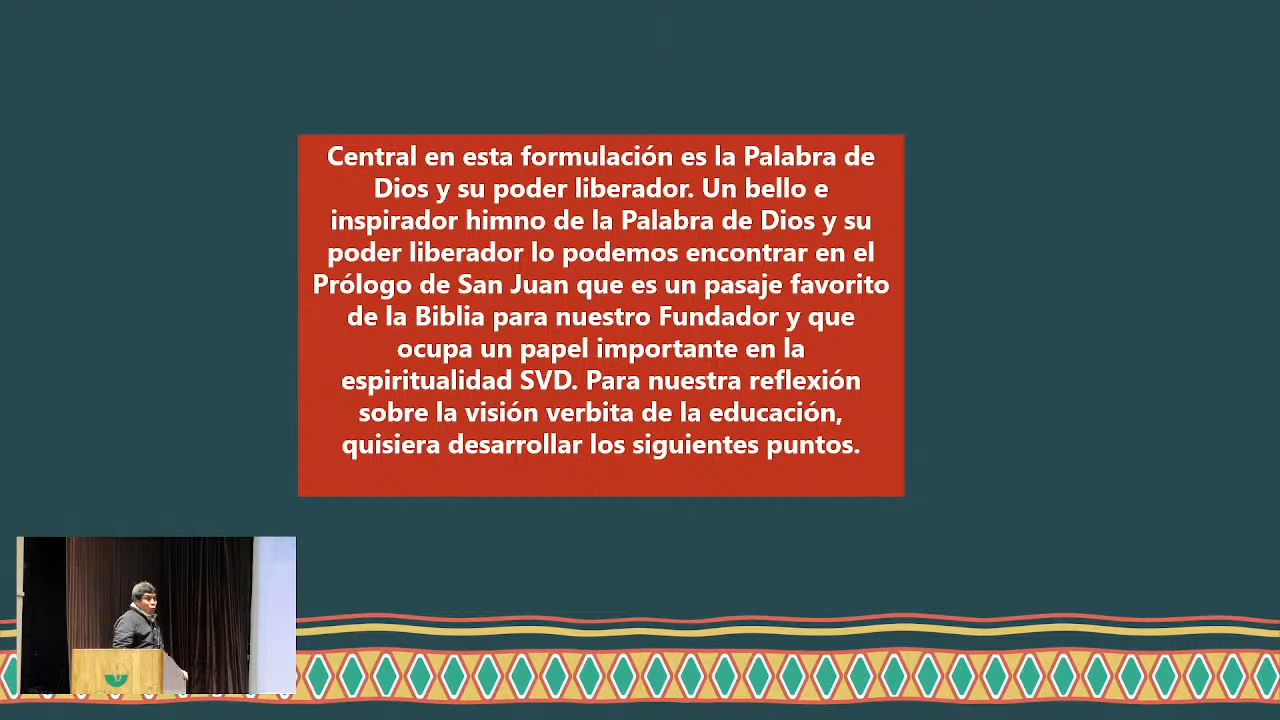 Central en esta formulación es la Palabra de
Dios y su poder liberador. Un bello e
inspirador himno de la Palabra de Dios y su
poder liberador lo podemos encontrar en el
Prólogo de San Juan que es un pasaje favorito
de la Biblia para nuestro Fundador y que
ocupa un papel importante en la
espiritualidad SVD. Para nuestra reflexión
sobre la visión verbita de la educación,
quisiera desarrollar los siguientes puntos.